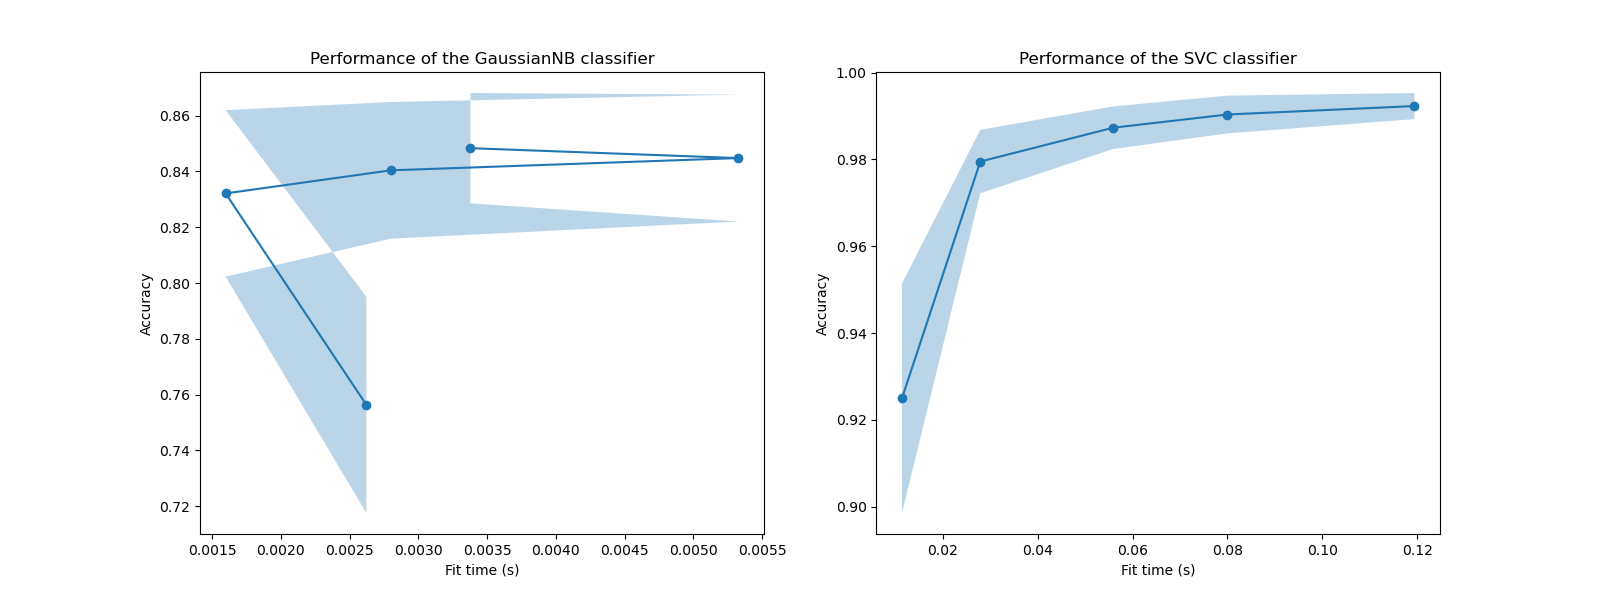 Performance of the GaussianNB classifier
0.86
0.84
0.82
0.80
0.78
0.76
0.74
0.72
Accuracy
0.0015 0.0020 0.0025 0.0030 0.0035 0.0040 0.0045 0.0050 0.0055
Fit time (s)
Performance of the SVC classifier
1.00
0.98
0.96
0.94
0.92
0.90
Accuracy
0.02 0.04 0.06 0.08 0.10 0.12
Fit time (s)